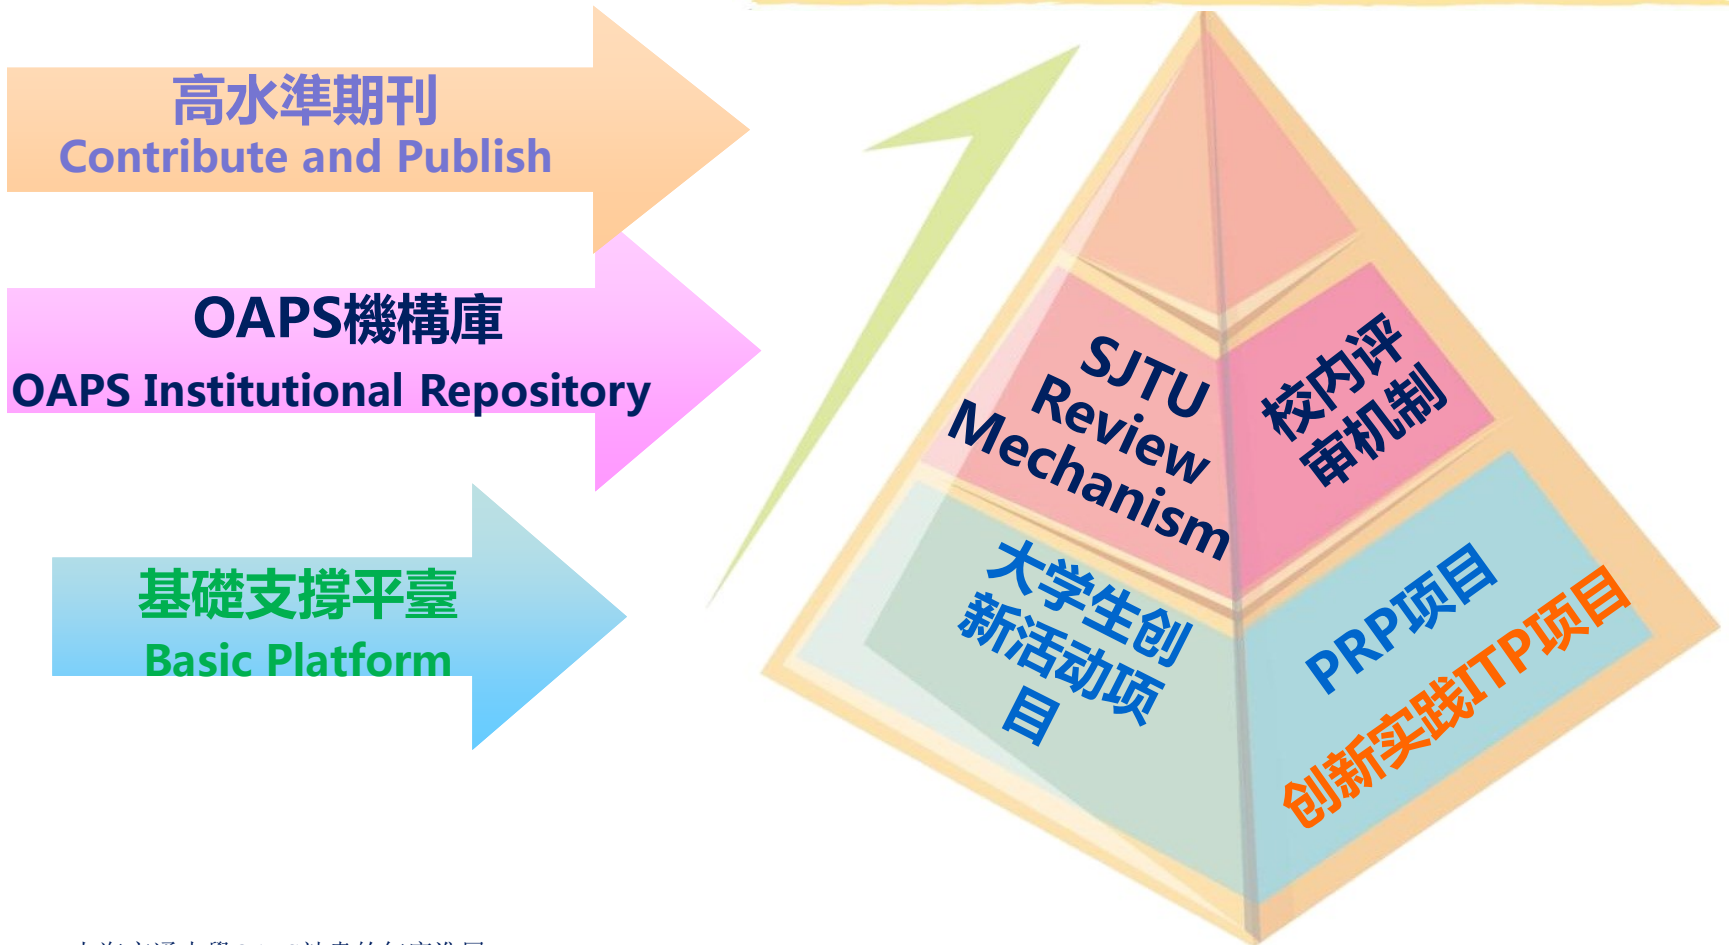 高水準期刊
Contribute and Publish
OAPS機構庫
OAPS Institutional Repository
基礎支撐平臺
Basic Platform
SJTU
Review
Mechanism
校内评
审机制
大学生创
新活动项
目
PRP项目
创新实践ITP项目